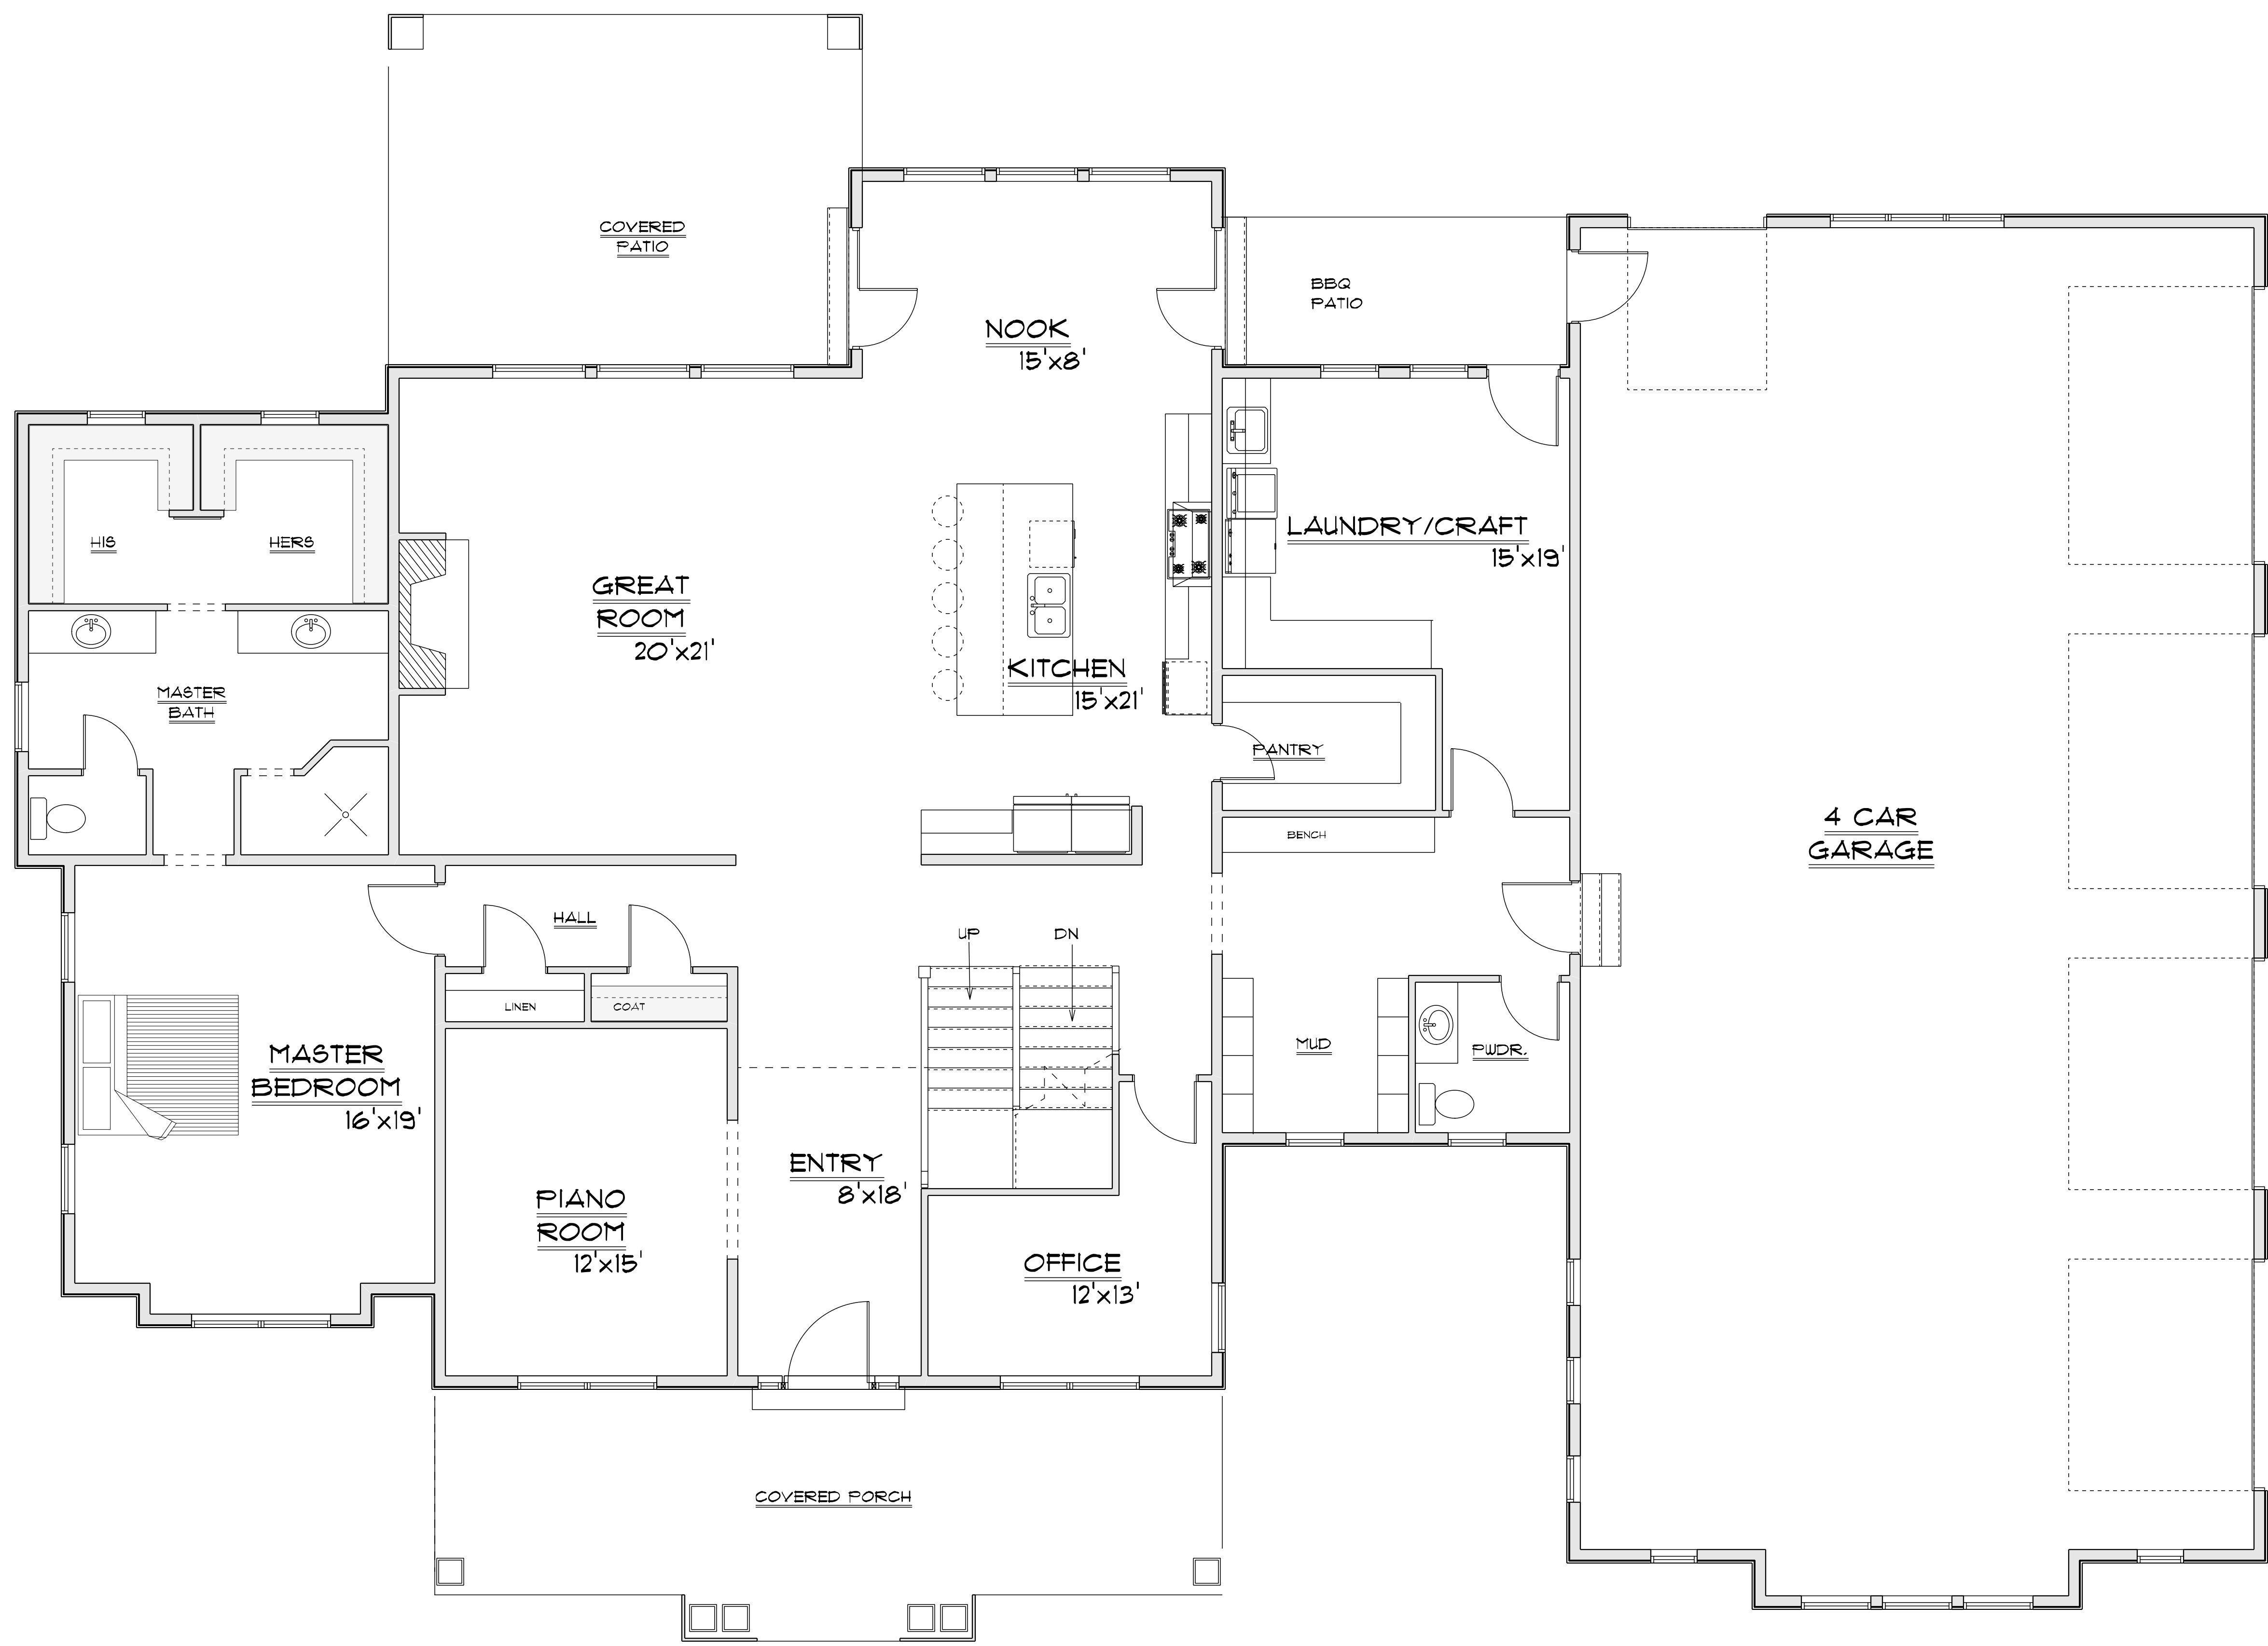 COVERED
PATIO
BBQ
PATIO
NOOK
15'x8'
HIS
HERS
LAUNDRY/CRAFT
15'x19'
GREAT
ROOM
20'x21'
KITCHEN
15'x21'
MASTER
BATH
PANTRY
BENCH
4 CAR
GARAGE
HALL
UP
DN
LINEN
COAT
MUD
PWDR.
MASTER
BEDROOM
16'x19'
ENTRY
8'x18'
PIANO
ROOM
12'x15'
OFFICE
12'x13'
COVERED PORCH